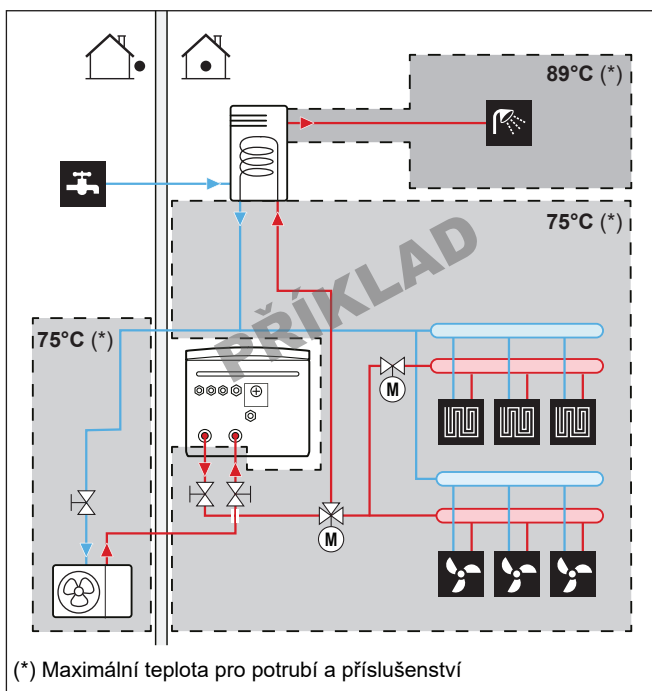 89°C (*)
75°C (*)
PŘÍKLAD
75°C (*)
M
M
(*) Maximální teplota pro potrubí a příslušenství